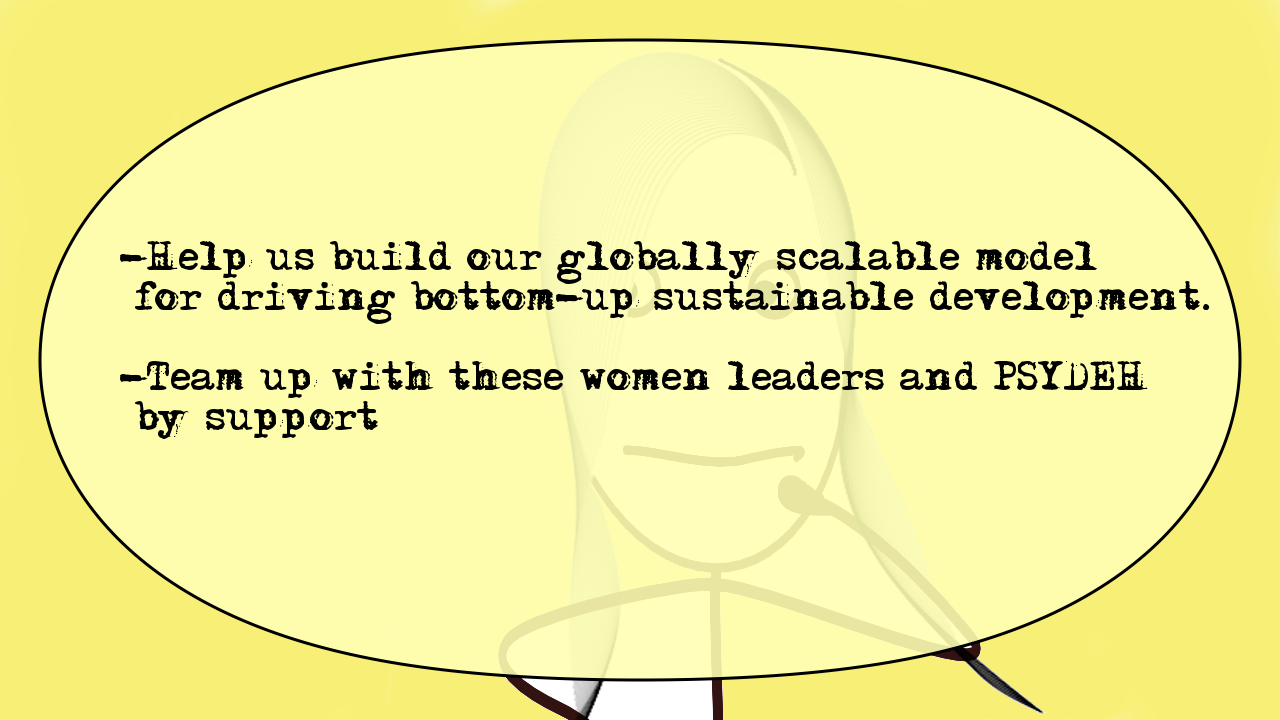 -Help us build our globally scalable model
for driving bottom-up sustainable development.
-Team up with these women leaders and PSYDEH
by support